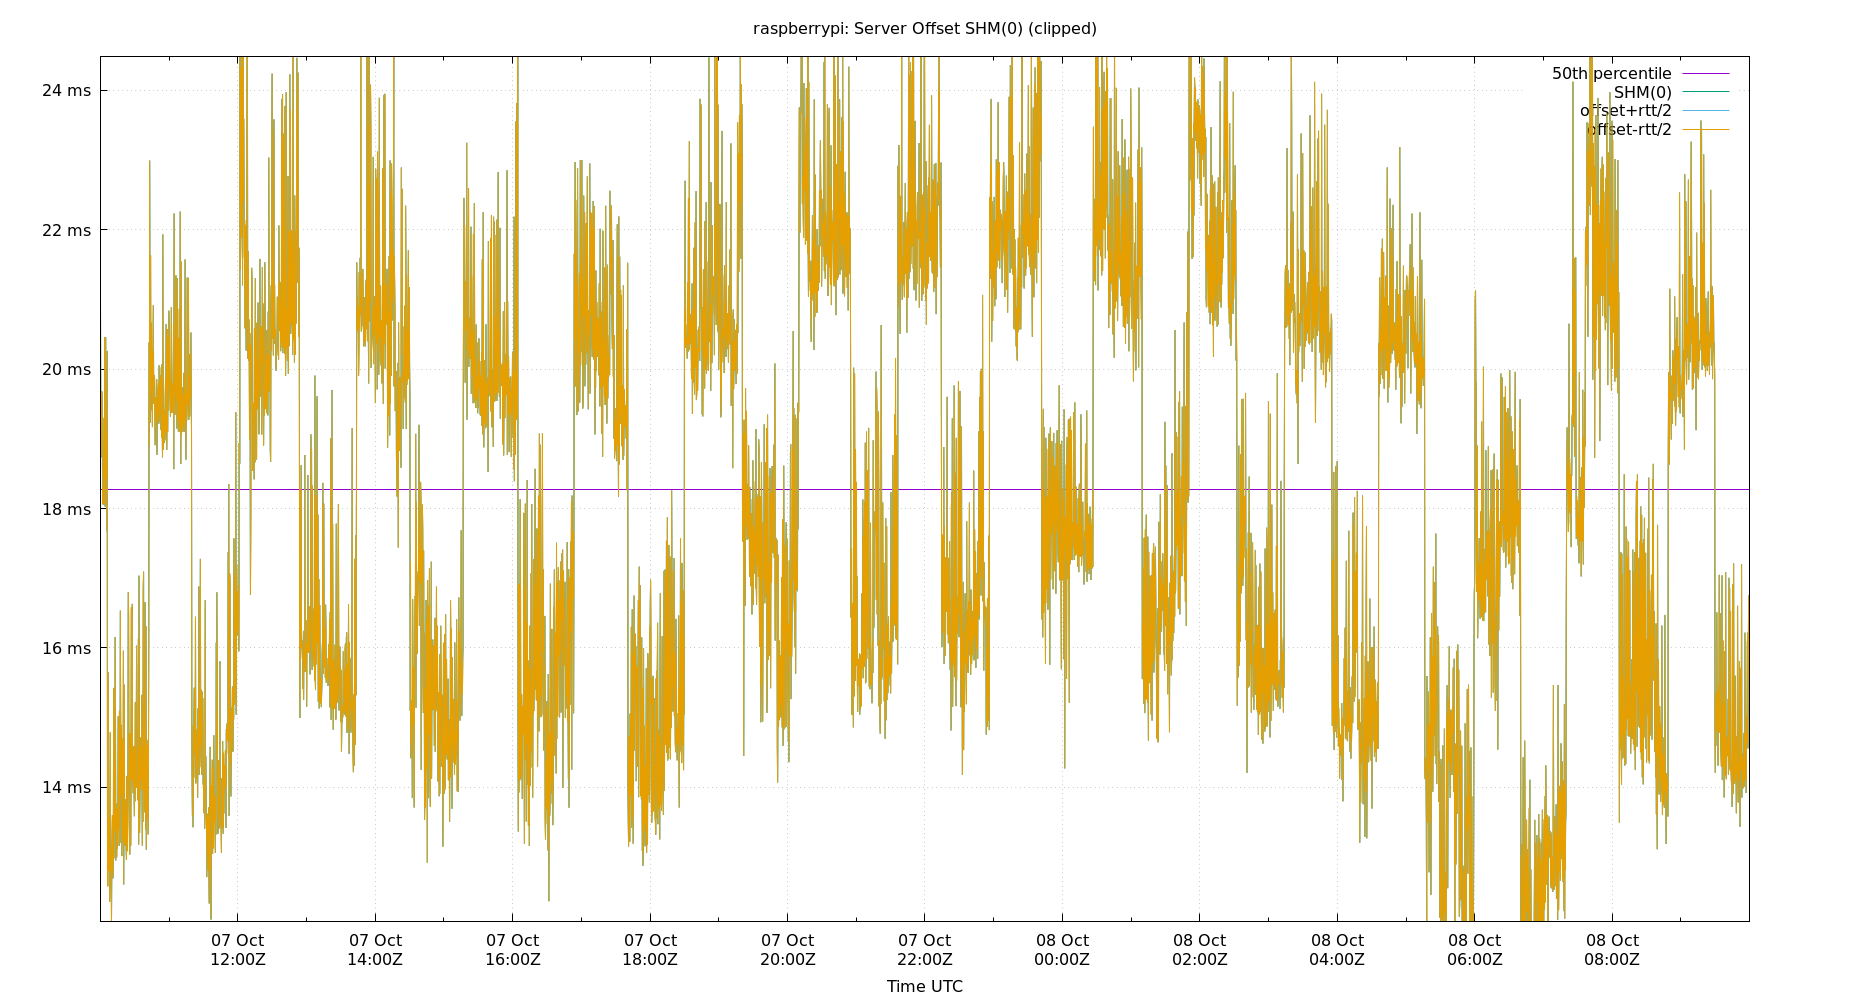 raspberrypi: Server Offset SHM(0) (clipped)
50th percentile
SHM(0)
offset+rtt/2
offset-rtt/2
24 ms
22 ms
20 ms
18 ms
16 ms
14 ms
07 Oct 07 Oct 07 Oct 07 Oct 07 Oct 07 Oct 08 Oct 08 Oct 08 Oct 08 Oct 08 Oct
12:00Z 14:00Z 16:00Z 18:00Z 20:00Z 22:00Z 00:00Z 02:00Z 04:00Z 06:00Z 08:00Z
Time UTC